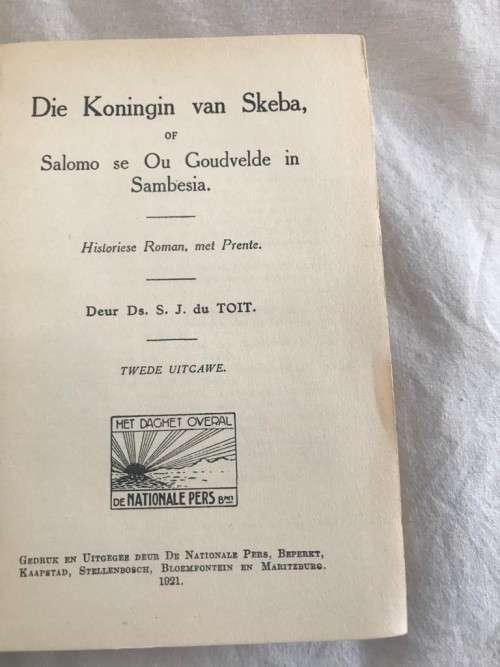 Die Koningin van Skeba,
OF
Salomo se Ou Goudvelde in
Sambesia.
Historiese Roman, met Prente.
Deur Ds. S. J. du TOIT.
TWEDE UITGAWE.
HET DAGHET OVERAL
DE NATIONALE PERS BPKT
GEDRUK EN UITGEGEE DEUR DE NATIONALE PERS, BEPERKT,
KAAPSTAD, STELLENBOSCH, BLOEMFONTEIN EN MARITZBURG.
1921.